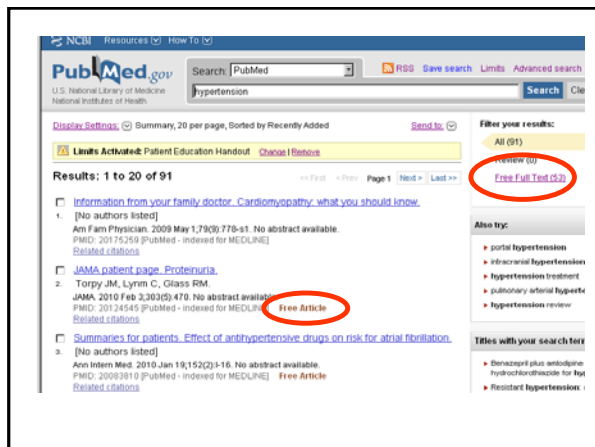 NCBI Resources How To
PubMed.gov
U.S. National Library of Medicine
National Institutes of Health
Search: PubMed
RSS Save search Limits Advanced search
hypertension
Search Cle
Display Settings: Summary, 20 per page, Sorted by Recently Added
Send to:
Limits Activated: Patient Education Handout Change | Remove
Results: 1 to 20 of 91
<< First < Prev Page 1 Next > Last >>
Information from your family doctor. Cardiomyopathy: what you should know.
1. [No authors listed]
Am Fam Physician. 2009 May 1;79(9):778-s1. No abstract available.
PMID: 20175259 [PubMed - indexed for MEDLINE]
Related citations
JAMA patient page. Proteinuria.
2. Torpy JM, Lynm C, Glass RM.
JAMA. 2010 Feb 3;303(5):470. No abstract available.
PMID: 20124545 [PubMed - indexed for MEDLINE] Free Article
Related citations
Summaries for patients. Effect of antihypertensive drugs on risk for atrial fibrillation.
3. [No authors listed]
Ann Intern Med. 2010 Jan 19;152(2):I-16. No abstract available.
PMID: 20083810 [PubMed - indexed for MEDLINE] Free Article
Related citations
Filter your results:
All (91)
Review (0)
Free Full Text (53)
Also try:
portal hypertension
intracranial hypertension
hypertension treatment
pulmonary arterial hyperte
hypertension review
Titles with your search term
Benazepril plus amlodipine
hydrochlorothiazide for hyp
Resistant hypertension: